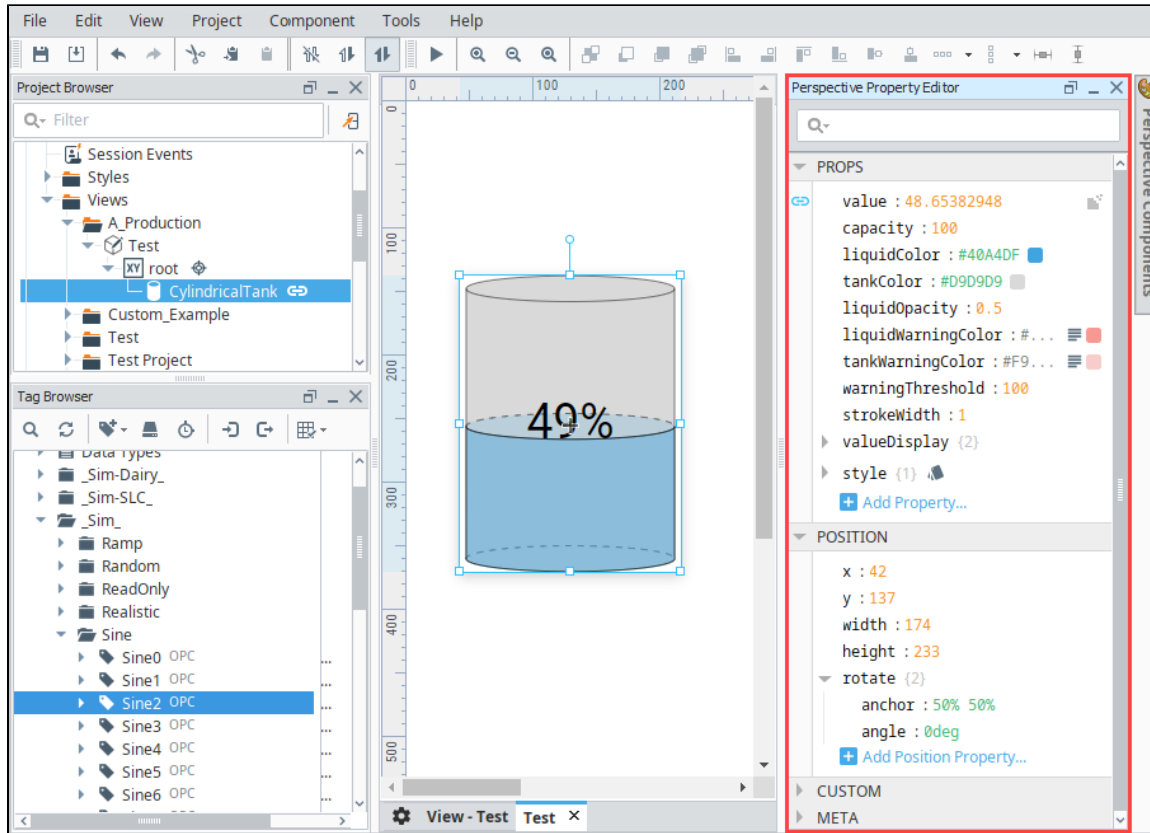 File Edit View Project Component Tools Help
Project Browser
Filter
Session Events
Styles
Views
A_Production
Test
XY root
CylindricalTank
Custom_Example
Test
Test Project
Tag Browser
Data Types
_Sim-Dairy_
_Sim-SLC_
_Sim_
Ramp
Random
ReadOnly
Realistic
Sine
Sine0 OPC ...
Sine1 OPC ...
Sine2 OPC ...
Sine3 OPC ...
Sine4 OPC ...
Sine5 OPC ...
Sine6 OPC ...
0 100 200
0
100
200
300
400
500
49%
View - Test Test
Perspective Property Editor
PROPS
value : 48.65382948
capacity : 100
liquidColor : #40A4DF
tankColor : #D9D9D9
liquidOpacity : 0.5
liquidWarningColor : #...
tankWarningColor : #F9...
warningThreshold : 100
strokeWidth : 1
valueDisplay {2}
style {1}
Add Property...
POSITION
x : 42
y : 137
width : 174
height : 233
rotate {2}
anchor : 50% 50%
angle : 0deg
Add Position Property...
CUSTOM
META
Perspective Components